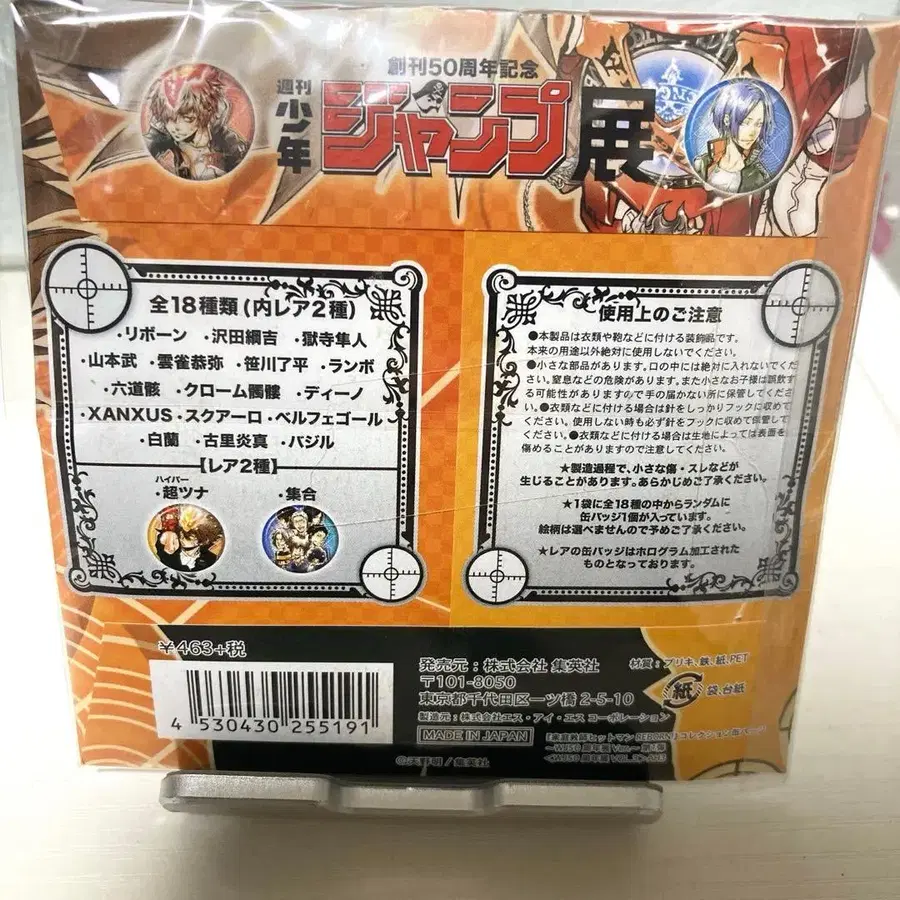 創刊50周年記念
週刊
少年
ジャンプ
展
全18種類(内レア2種)
・リボーン ・沢田綱吉 ・獄寺隼人
・山本武 ・雲雀恭弥 ・笹川了平 ・ランボ
・六道骸 ・クローム髑髏 ・ディーノ
・XANXUS ・スクアーロ ・ベルフェゴール
・白蘭 ・古里炎真 ・バジル
【レア2種】
ハイパー
・超ツナ ・集合
使用上のご注意
●本製品は衣類や鞄などに付ける装飾品です。
本来の用途以外絶対に使用しないでください。
●小さな部品があります。口の中には絶対に入れないでくだ
さい。窒息などの危険があります。また小さなお子様は誤飲す
る可能性がありますので手の届かない所に保管してくださ
い。●衣類などに付ける場合は針をしっかりフックに収めて
ください。使用しない時も必ず針をフックに収めて保管して
ください。●衣類などに付ける場合は生地によっては表面を
傷めることがありますので注意してください。
★製造過程で、小さな傷・スレなどが
生じることがあります。あらかじめご了承ください。
★1袋に全18種の中からランダムに
缶バッジ1個が入っています。
絵柄は選べませんので予めご了承ください。
★レアの缶バッジはホログラム加工された
ものとなっております。
¥463+税
4 530430 255191
発売元:株式会社 集英社
〒101-8050
東京都千代田区一ツ橋 2-5-10
製造元:株式会社エス・アイ・エス コーポレーション
MADE IN JAPAN
©天野明/集英社
材質:ブリキ、鉄、紙、PET
紙 袋、台紙
『家庭教師ヒットマン REBORN!』コレクション缶バッジ